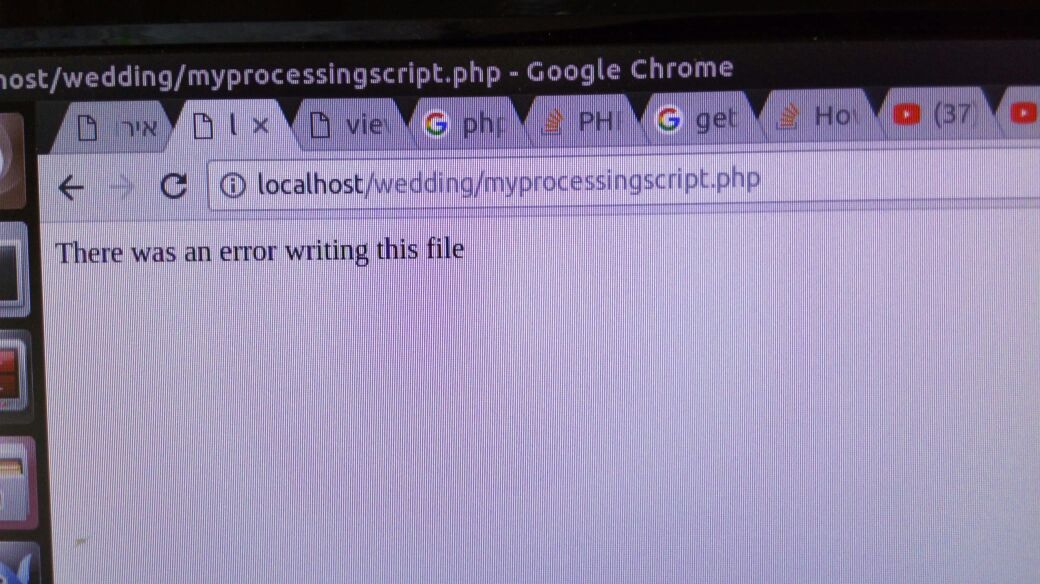 host/wedding/myprocessingscript.php - Google Chrome
איר
l
vie
php
PHI
get
Ho
(37)
localhost/wedding/myprocessingscript.php
There was an error writing this file